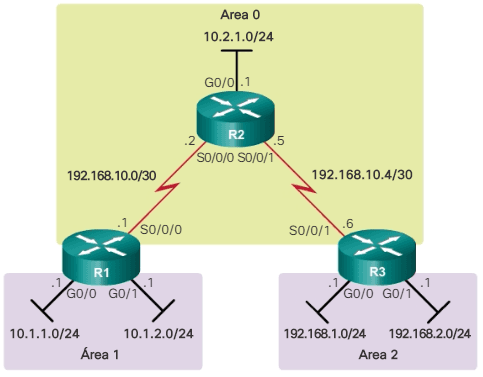 Area 0
10.2.1.0/24
G0/0 .1
R2
.2 .5
S0/0/0 S0/0/1
192.168.10.0/30 192.168.10.4/30
.1 .6
S0/0/0 S0/0/1
R1 R3
.1 .1 .1 .1
G0/0 G0/1 G0/0 G0/1
10.1.1.0/24 10.1.2.0/24 192.168.1.0/24 192.168.2.0/24
Área 1 Area 2